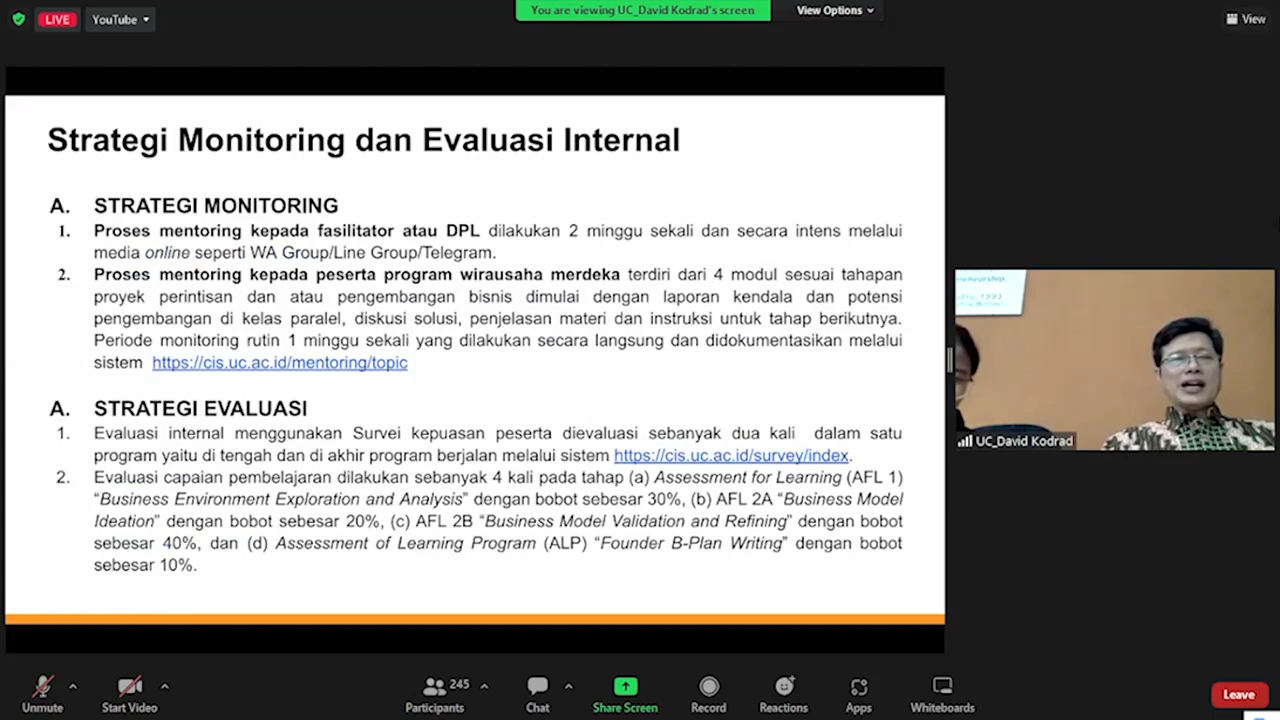 LIVE
YouTube
You are viewing UC_David Kodrad's screen
View Options
View
Strategi Monitoring dan Evaluasi Internal
A. STRATEGI MONITORING
1. Proses mentoring kepada fasilitator atau DPL dilakukan 2 minggu sekali dan secara intens melalui
media online seperti WA Group/Line Group/Telegram.
2. Proses mentoring kepada peserta program wirausaha merdeka terdiri dari 4 modul sesuai tahapan
proyek perintisan dan atau pengembangan bisnis dimulai dengan laporan kendala dan potensi
pengembangan di kelas paralel, diskusi solusi, penjelasan materi dan instruksi untuk tahap berikutnya.
Periode monitoring rutin 1 minggu sekali yang dilakukan secara langsung dan didokumentasikan melalui
sistem https://cis.uc.ac.id/mentoring/topic
A. STRATEGI EVALUASI
1. Evaluasi internal menggunakan Survei kepuasan peserta dievaluasi sebanyak dua kali dalam satu
program yaitu di tengah dan di akhir program berjalan melalui sistem https://cis.uc.ac.id/survey/index.
2. Evaluasi capaian pembelajaran dilakukan sebanyak 4 kali pada tahap (a) Assessment for Learning (AFL 1)
“Business Environment Exploration and Analysis” dengan bobot sebesar 30%, (b) AFL 2A “Business Model
Ideation” dengan bobot sebesar 20%, (c) AFL 2B “Business Model Validation and Refining” dengan bobot
sebesar 40%, dan (d) Assessment of Learning Program (ALP) “Founder B-Plan Writing” dengan bobot
sebesar 10%.
UC_David Kodrad
Unmute
Start Video
245
Participants
Chat
Share Screen
Record
Reactions
Apps
Whiteboards
Leave